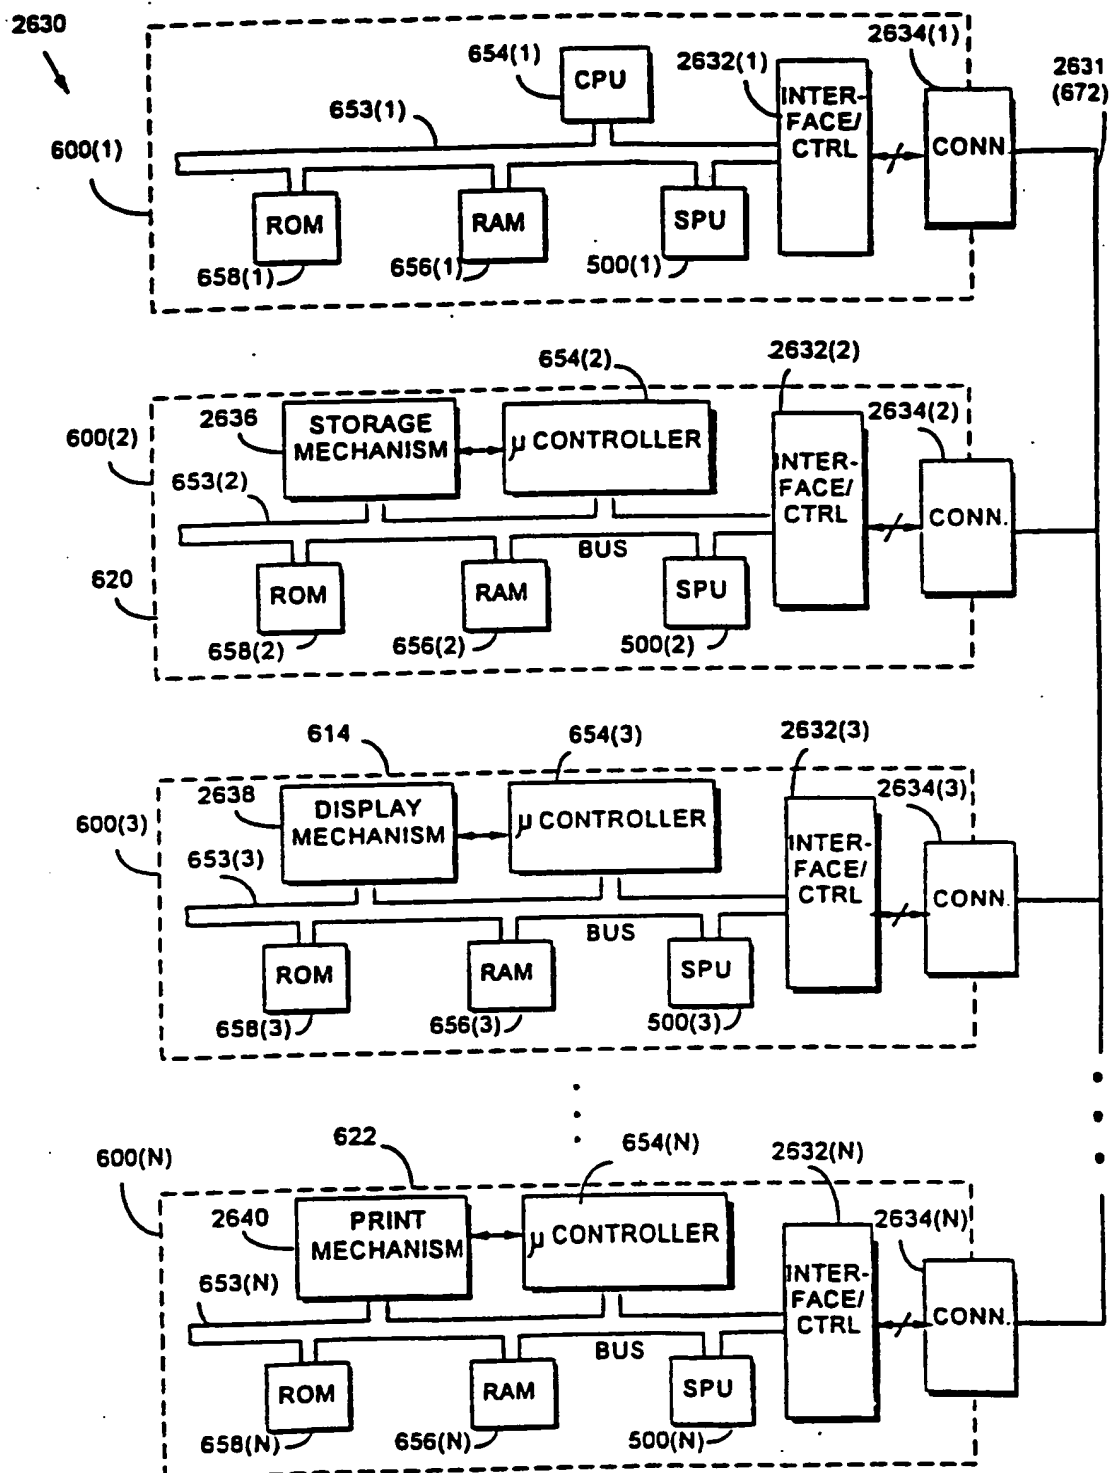 2630
600(1)
653(1)
654(1)
CPU
2632(1)
INTER-
FACE/
CTRL
2634(1)
CONN.
2631
(672)
ROM
658(1)
RAM
656(1)
SPU
500(1)
600(2)
620
2636
STORAGE
MECHANISM
654(2)
μ CONTROLLER
653(2)
BUS
2632(2)
INTER-
FACE/
CTRL
2634(2)
CONN.
ROM
658(2)
RAM
656(2)
SPU
500(2)
614
600(3)
2638
DISPLAY
MECHANISM
654(3)
μ CONTROLLER
653(3)
BUS
2632(3)
INTER-
FACE/
CTRL
2634(3)
CONN.
ROM
658(3)
RAM
656(3)
SPU
500(3)
622
600(N)
2640
PRINT
MECHANISM
654(N)
μ CONTROLLER
653(N)
BUS
2632(N)
INTER-
FACE/
CTRL
2634(N)
CONN.
ROM
658(N)
RAM
656(N)
SPU
500(N)